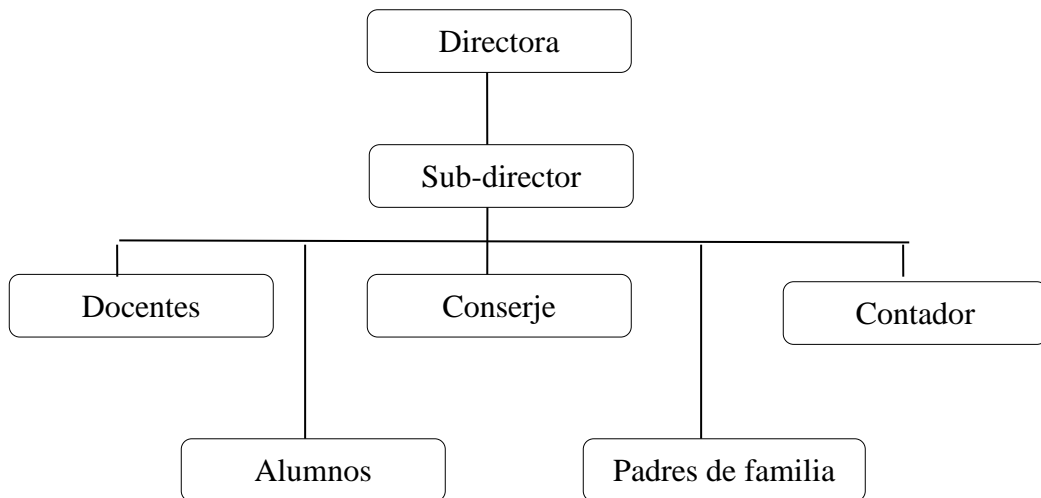 Directora
Sub-director
Docentes
Conserje
Contador
Alumnos
Padres de familia